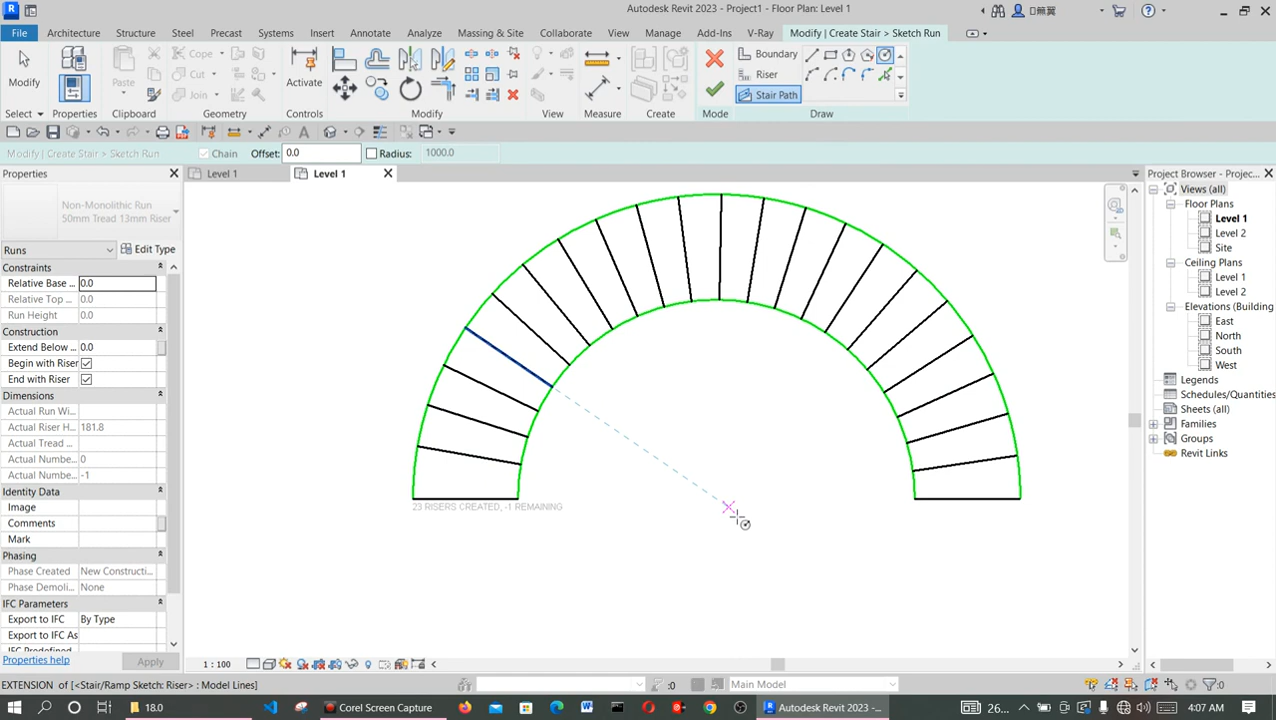 Autodesk Revit 2023 - Project1 - Floor Plan: Level 1
File Architecture Structure Steel Precast Systems Insert Annotate Analyze Massing & Site Collaborate View Manage Add-Ins V-Ray Modify | Create Stair > Sketch Run
Cope Boundary
Modify Paste Cut Activate Riser
Join Stair Path
Select Properties Clipboard Geometry Controls Modify View Measure Create Mode Draw
Modify | Create Stair > Sketch Run Chain Offset: 0.0 Radius: 1000.0
Properties
Level 1
Level 1
Non-Monolithic Run
50mm Tread 13mm Riser
Runs Edit Type
Constraints
Relative Base ... 0.0
Relative Top ... 0.0
Run Height 0.0
Construction
Extend Below ... 0.0
Begin with Riser
End with Riser
Dimensions
Actual Run Wi...
Actual Riser H... 181.8
Actual Tread ...
Actual Numbe... 0
Actual Numbe... -1
Identity Data
Image
Comments
Mark
Phasing
Phase Created New Constructi...
Phase Demoli... None
IFC Parameters
Export to IFC By Type
Export to IFC As
Properties help Apply
23 RISERS CREATED, -1 REMAINING
Project Browser - Projec...
Views (all)
Floor Plans
Level 1
Level 2
Site
Ceiling Plans
Level 1
Level 2
Elevations (Building
East
North
South
West
Legends
Schedules/Quantities
Sheets (all)
Families
Groups
Revit Links
1 : 100
EXTENSION of [<Stair/Ramp Sketch: Riser> : Model Lines] :0 Main Model :0
18.0 Corel Screen Capture Autodesk Revit 2023 -... 26... 4:07 AM